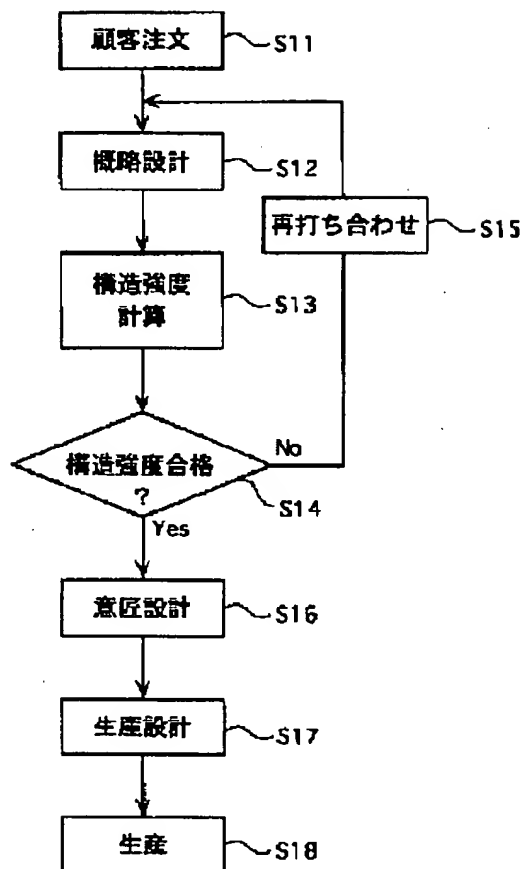 顧客注文
S11
概略設計
S12
再打ち合わせ
S15
構造強度
計算
S13
No
構造強度合格
?
S14
Yes
意匠設計
S16
生産設計
S17
生産
S18